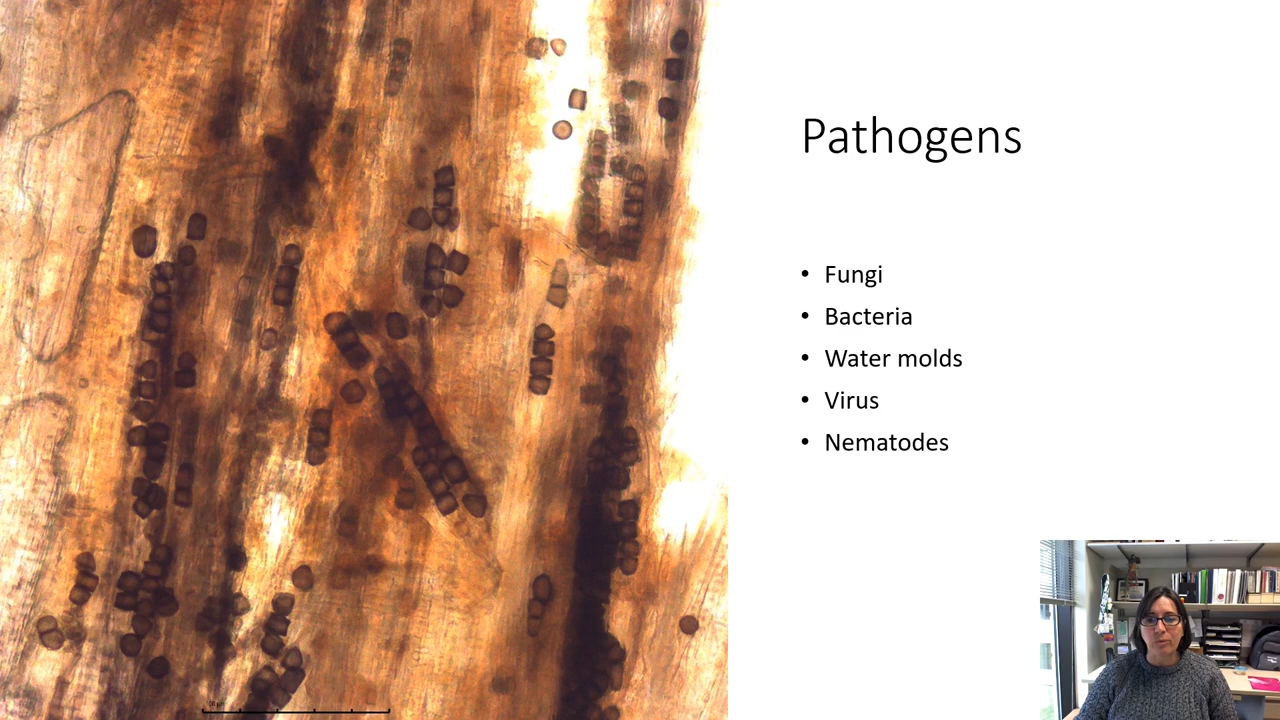 Pathogens
• Fungi
• Bacteria
• Water molds
• Virus
• Nematodes